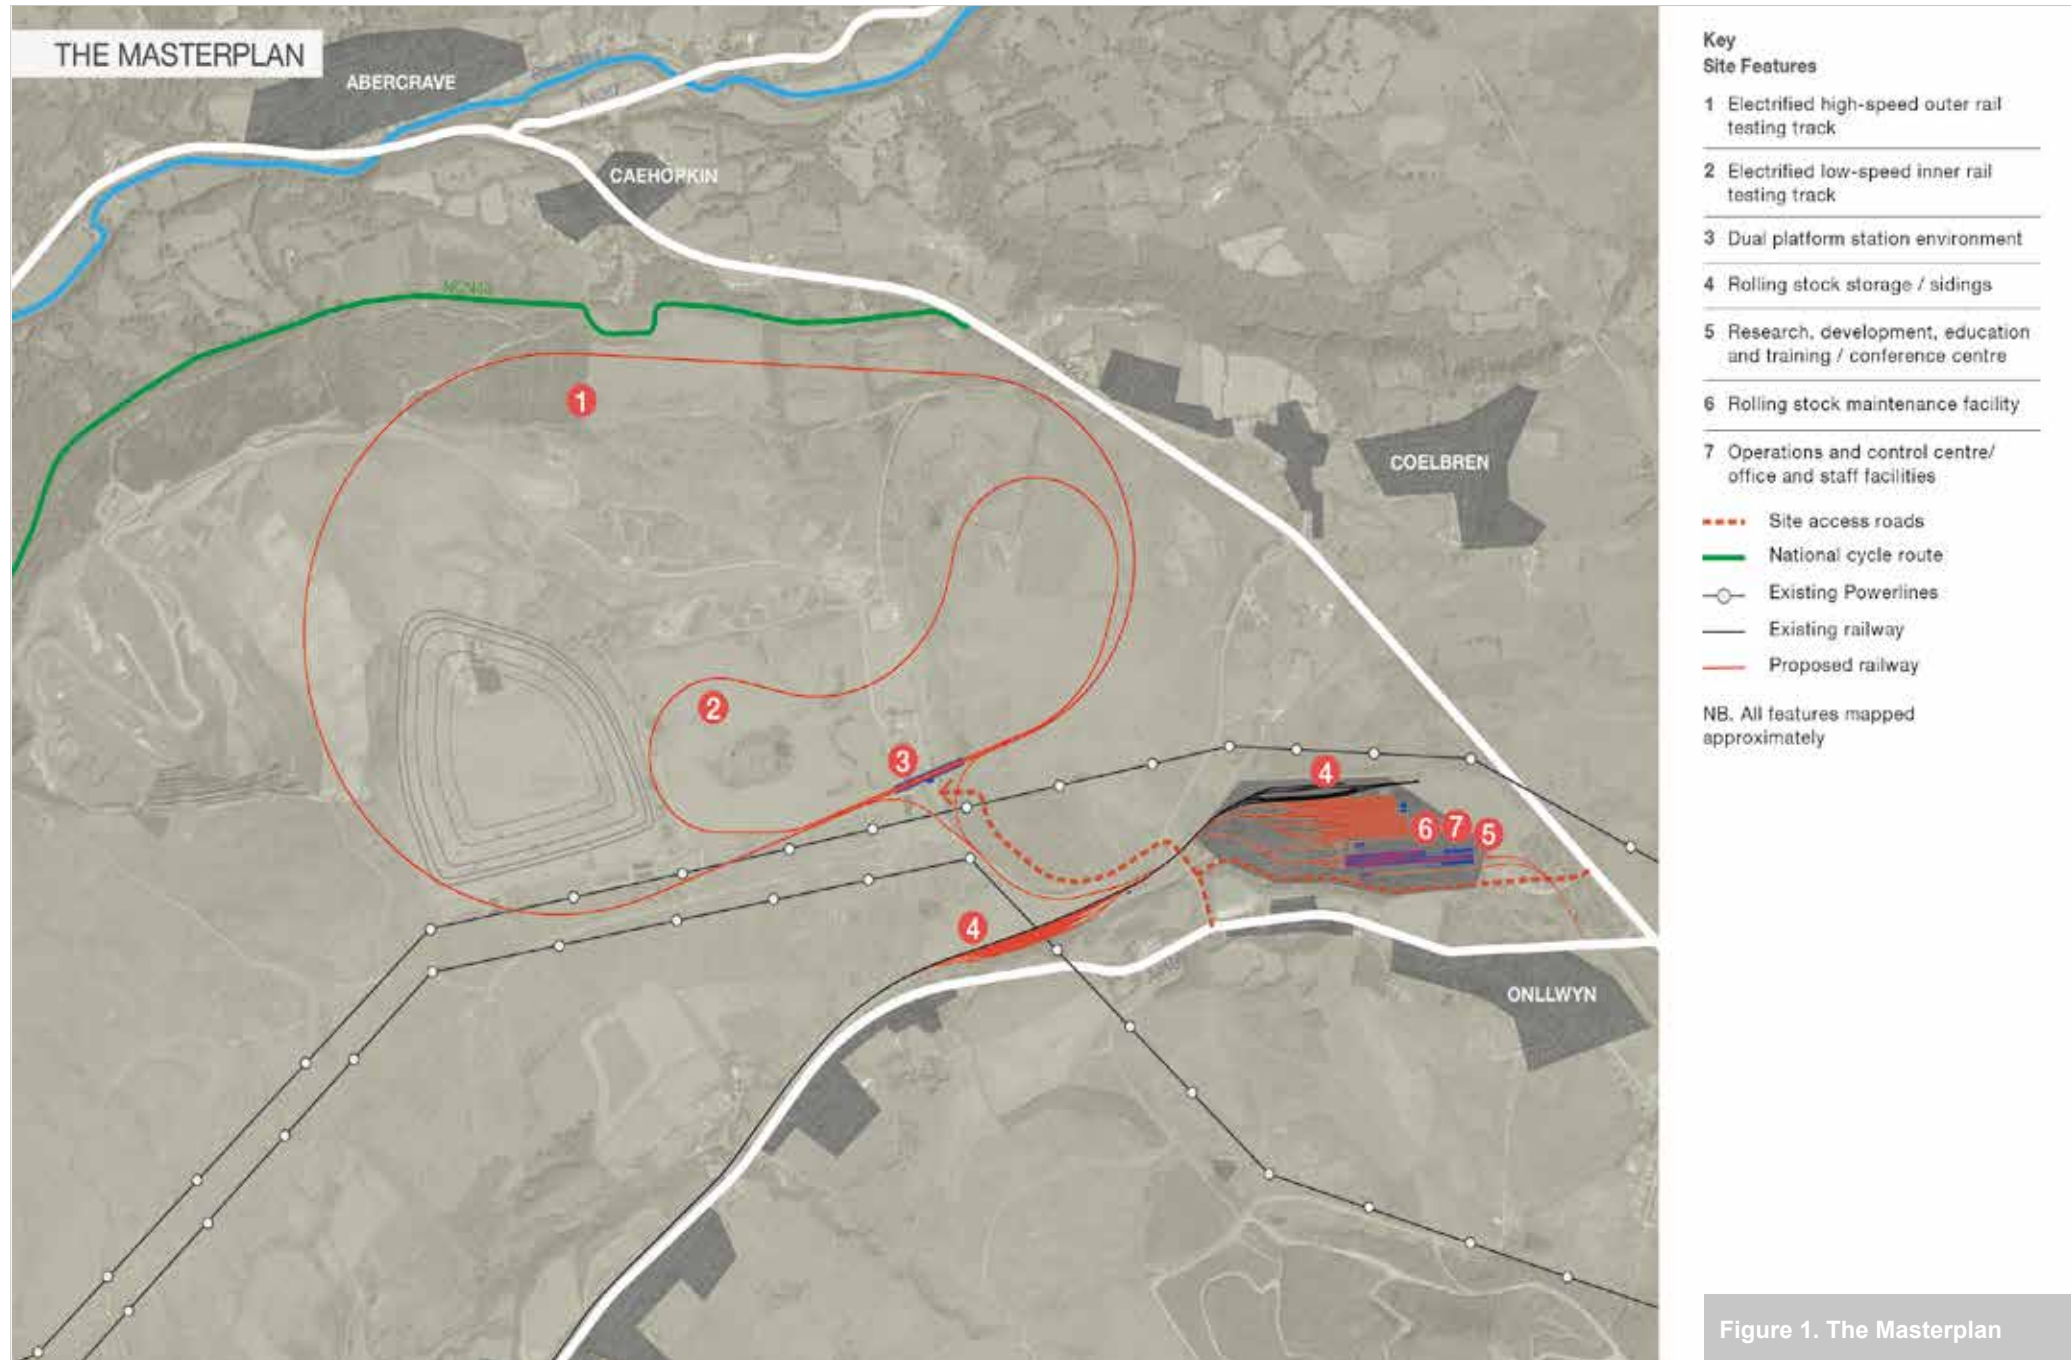 THE MASTERPLAN
ABERCRAVE
CAEHOPKIN
COELBREN
ONLLWYN
1
2
3
4
4
6 7 5
Key
Site Features
1 Electrified high-speed outer rail
testing track
2 Electrified low-speed inner rail
testing track
3 Dual platform station environment
4 Rolling stock storage / sidings
5 Research, development, education
and training / conference centre
6 Rolling stock maintenance facility
7 Operations and control centre/
office and staff facilities
Site access roads
National cycle route
Existing Powerlines
Existing railway
Proposed railway
NB. All features mapped
approximately
Figure 1. The Masterplan